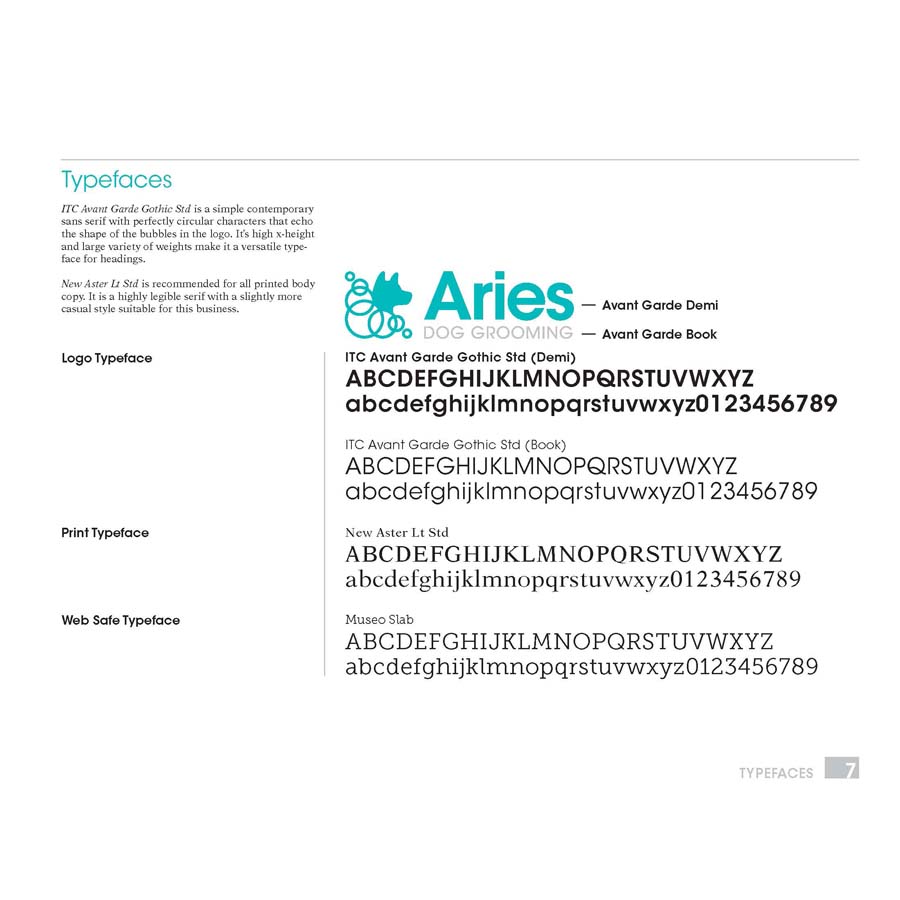 Typefaces
ITC Avant Garde Gothic Std is a simple contemporary
sans serif with perfectly circular characters that echo
the shape of the bubbles in the logo. It's high x-height
and large variety of weights make it a versatile type-
face for headings.
New Aster Lt Std is recommended for all printed body
copy. It is a highly legible serif with a slightly more
casual style suitable for this business.
Aries — Avant Garde Demi
DOG GROOMING — Avant Garde Book
Logo Typeface
ITC Avant Garde Gothic Std (Demi)
ABCDEFGHIJKLMNOPQRSTUVWXYZ
abcdefghijklmnopqrstuvwxyz0123456789
ITC Avant Garde Gothic Std (Book)
ABCDEFGHIJKLMNOPQRSTUVWXYZ
abcdefghijklmnopqrstuvwxyz0123456789
Print Typeface
New Aster Lt Std
ABCDEFGHIJKLMNOPQRSTUVWXYZ
abcdefghijklmnopqrstuvwxyz0123456789
Web Safe Typeface
Museo Slab
ABCDEFGHIJKLMNOPQRSTUVWXYZ
abcdefghijklmnopqrstuvwxyz0123456789
TYPEFACES 7